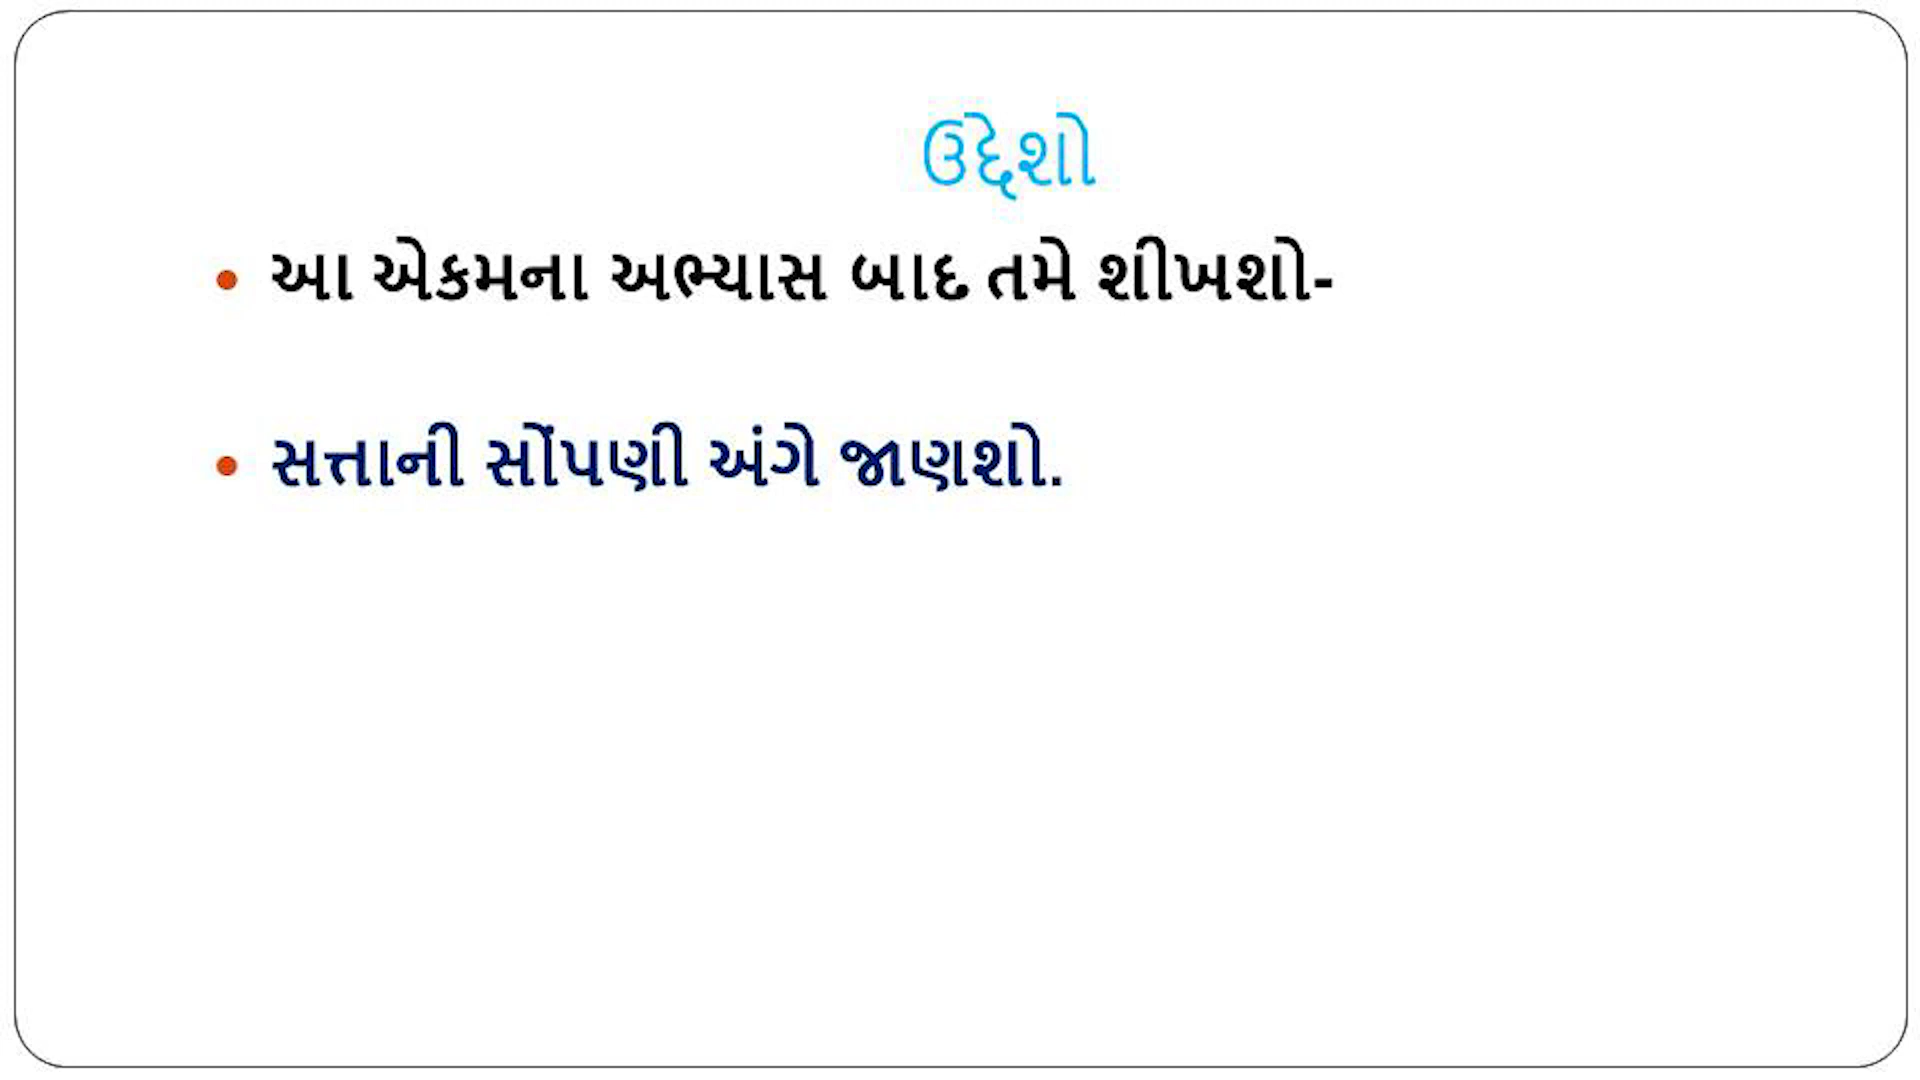 ઉદ્દેશો
• આ એકમના અભ્યાસ બાદ તમે શીખશો-
• સત્તાની સોંપણી અંગે જાણશો.